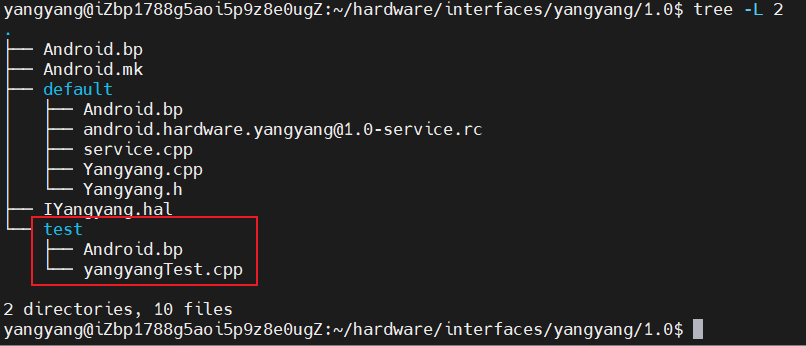 yangyang@iZbp1788g5aoi5p9z8e0ugZ:~/hardware/interfaces/yangyang/1.0$ tree -L 2
.
├── Android.bp
├── Android.mk
├── default
│   ├── Android.bp
│   ├── android.hardware.yangyang@1.0-service.rc
│   ├── service.cpp
│   ├── Yangyang.cpp
│   └── Yangyang.h
├── IYangyang.hal
└── test
    ├── Android.bp
    └── yangyangTest.cpp
2 directories, 10 files
yangyang@iZbp1788g5aoi5p9z8e0ugZ:~/hardware/interfaces/yangyang/1.0$